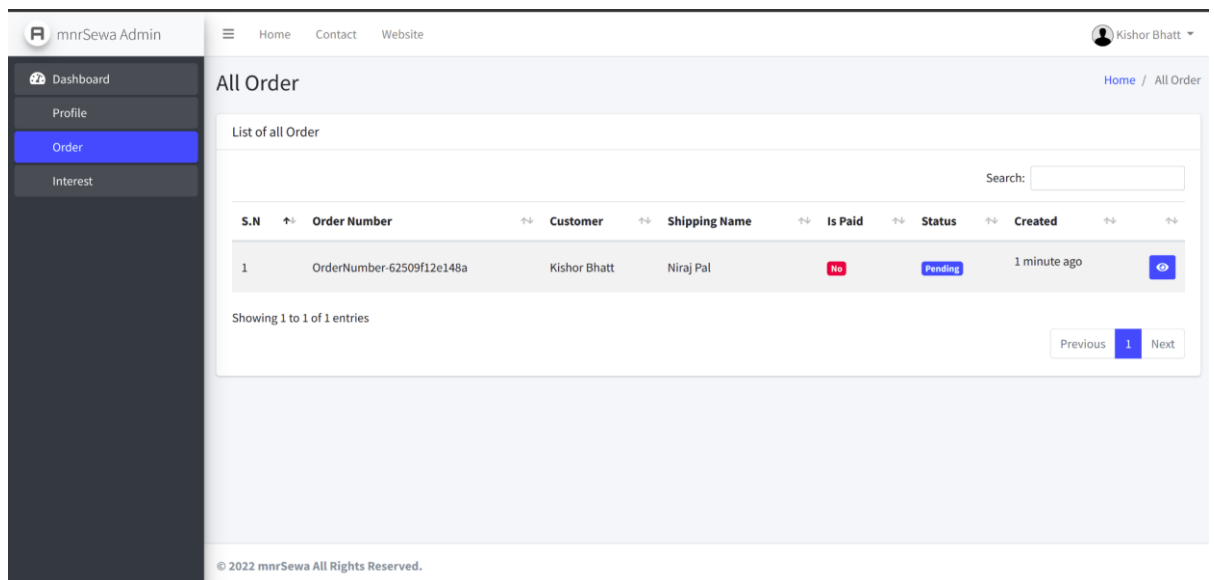 mnrSewa Admin
Home Contact Website
Kishor Bhatt
Dashboard
Profile
Order
Interest
All Order
Home / All Order
List of all Order
Search:
S.N Order Number Customer Shipping Name Is Paid Status Created
1 OrderNumber-62509f12e148a Kishor Bhatt Niraj Pal No Pending 1 minute ago
Showing 1 to 1 of 1 entries
Previous 1 Next
© 2022 mnrSewa All Rights Reserved.